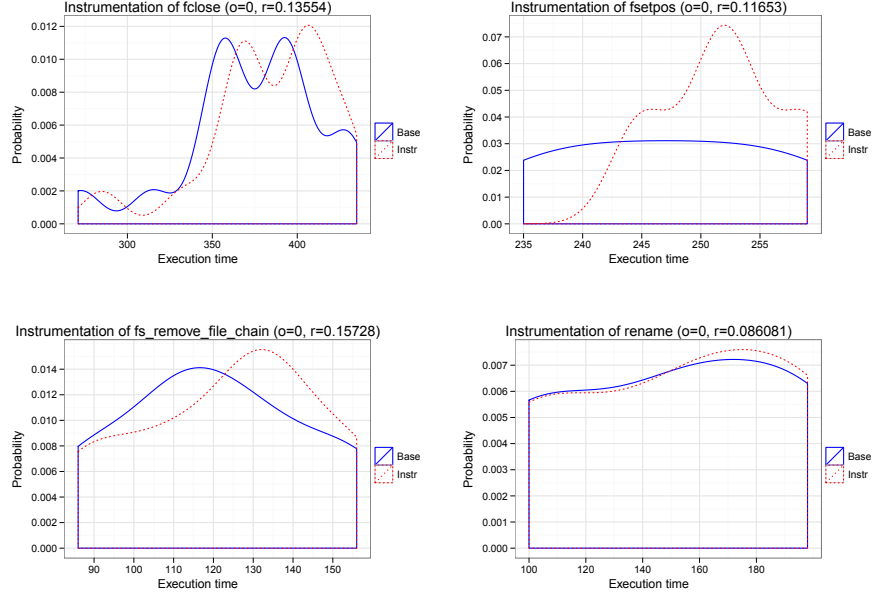 Instrumentation of fclose (o=0, r=0.13554)
0.012
0.010
0.008
0.006
0.004
0.002
0.000
Probability
300 350 400
Execution time
Base
Instr
Instrumentation of fsetpos (o=0, r=0.11653)
0.07
0.06
0.05
0.04
0.03
0.02
0.01
0.00
Probability
235 240 245 250 255
Execution time
Base
Instr
Instrumentation of fs_remove_file_chain (o=0, r=0.15728)
0.014
0.012
0.010
0.008
0.006
0.004
0.002
0.000
Probability
90 100 110 120 130 140 150
Execution time
Base
Instr
Instrumentation of rename (o=0, r=0.086081)
0.007
0.006
0.005
0.004
0.003
0.002
0.001
0.000
Probability
100 120 140 160 180
Execution time
Base
Instr